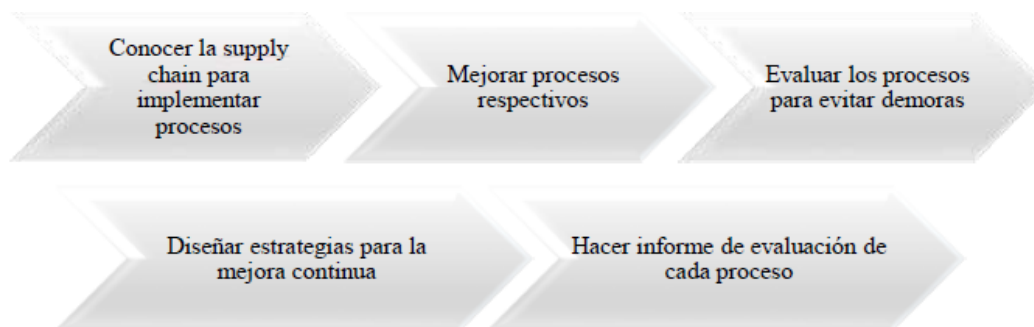 Conocer la supply
chain para
implementar
procesos
Mejorar procesos
respectivos
Evaluar los procesos
para evitar demoras
Diseñar estrategias para la
mejora continua
Hacer informe de evaluación de
cada proceso